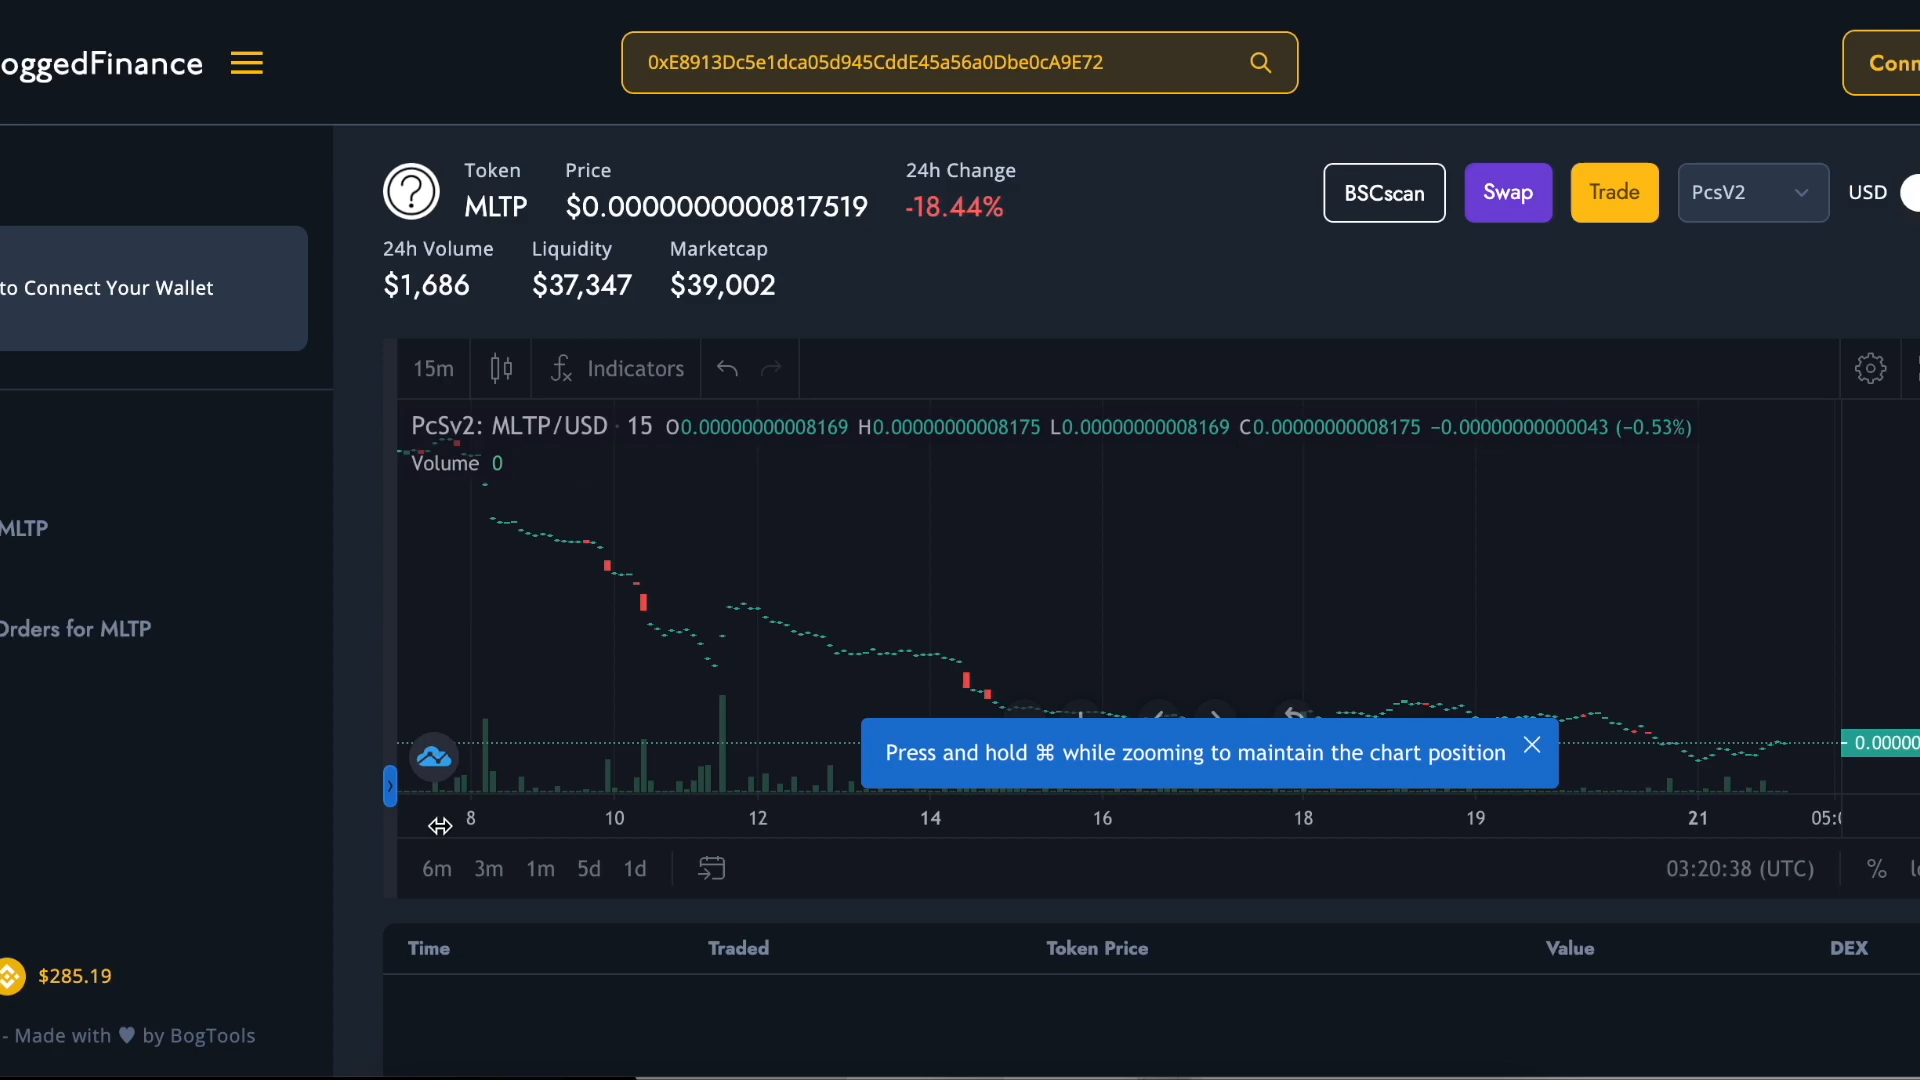 oggedFinance
0xE8913Dc5e1dca05d945CddE45a56a0Dbe0cA9E72
Conn
Token
MLTP
Price
$0.0000000000817519
24h Change
-18.44%
BSCscan
Swap
Trade
PcsV2
USD
24h Volume
$1,686
Liquidity
$37,347
Marketcap
$39,002
to Connect Your Wallet
15m
Indicators
PcSv2: MLTP/USD · 15 O0.00000000008169 H0.00000000008175 L0.00000000008169 C0.00000000008175 −0.00000000000043 (−0.53%)
Volume 0
MLTP
Orders for MLTP
Press and hold ⌘ while zooming to maintain the chart position
0.00000
8 10 12 14 16 18 19 21 05:0
6m 3m 1m 5d 1d
03:20:38 (UTC) %
Time Traded Token Price Value DEX
$285.19
- Made with ♥ by BogTools